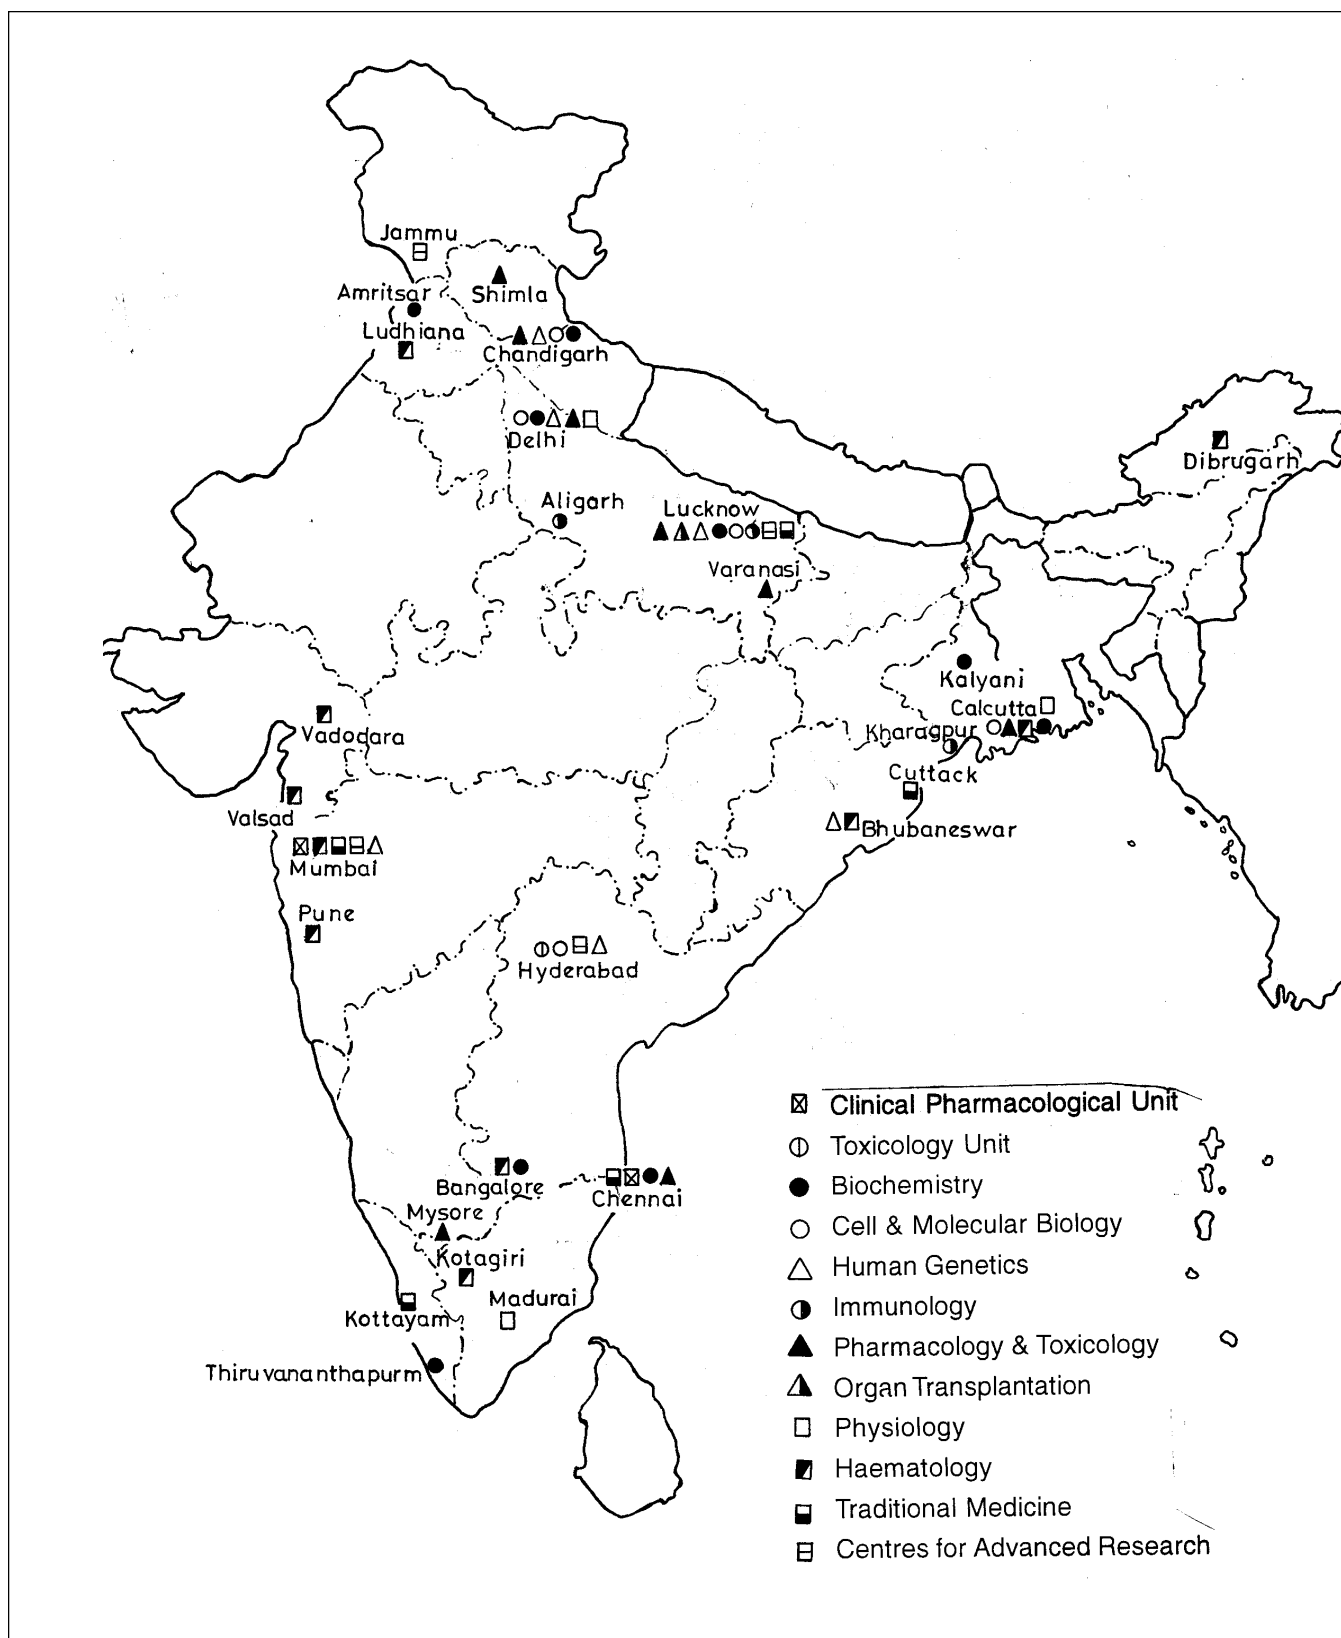 Jammu
Amritsar
Shimla
Ludhiana
Chandigarh
Delhi
Dibrugarh
Aligarh
Lucknow
Varanasi
Kalyani
Calcutta
Vadodara
Kharagpur
Cuttack
Valsad
Bhubaneswar
Mumbai
Pune
Hyderabad
Bangalore
Chennai
Mysore
Kotagiri
Madurai
Kottayam
Thiruvananthapurm
Clinical Pharmacological Unit
Toxicology Unit
Biochemistry
Cell & Molecular Biology
Human Genetics
Immunology
Pharmacology & Toxicology
Organ Transplantation
Physiology
Haematology
Traditional Medicine
Centres for Advanced Research